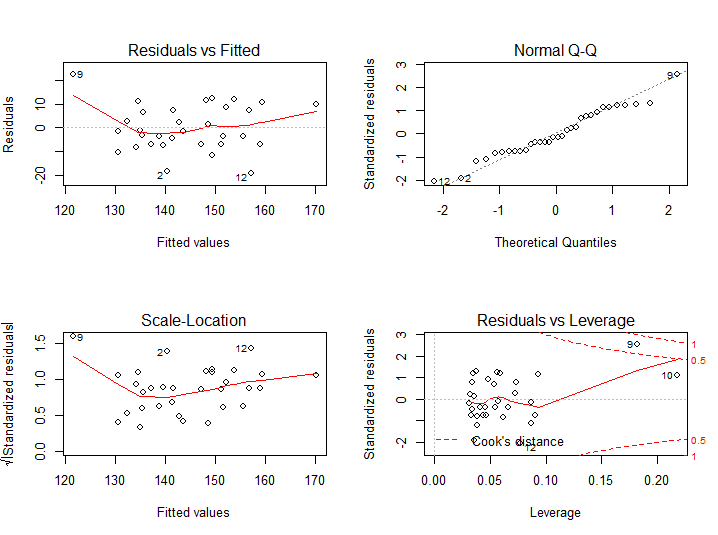 Residuals vs Fitted
Residuals
10
0
-20
9
2
12
120 130 140 150 160 170
Fitted values
Normal Q-Q
Standardized residuals
3
2
1
0
-1
-2
9
12
2
-2 -1 0 1 2
Theoretical Quantiles
Scale-Location
√|Standardized residuals|
1.5
1.0
0.5
0.0
9
2
12
120 130 140 150 160 170
Fitted values
Residuals vs Leverage
Standardized residuals
3
2
1
0
-2
9
10
12
1
0.5
0.5
1
Cook's distance
0.00 0.05 0.10 0.15 0.20
Leverage